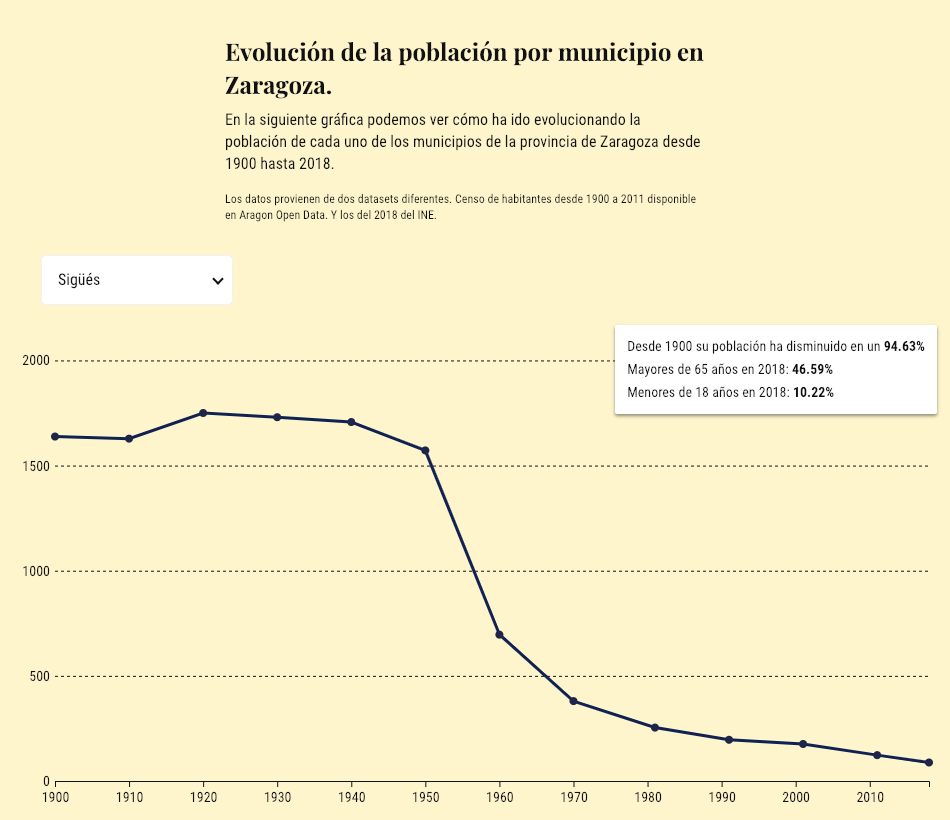 Evolución de la población por municipio en
Zaragoza.
En la siguiente gráfica podemos ver cómo ha ido evolucionando la
población de cada uno de los municipios de la provincia de Zaragoza desde
1900 hasta 2018.
Los datos provienen de dos datasets diferentes. Censo de habitantes desde 1900 a 2011 disponible
en Aragon Open Data. Y los del 2018 del INE.
Sigüés
Desde 1900 su población ha disminuido en un 94.63%
Mayores de 65 años en 2018: 46.59%
Menores de 18 años en 2018: 10.22%
2000
1500
1000
500
0
1900 1910 1920 1930 1940 1950 1960 1970 1980 1990 2000 2010